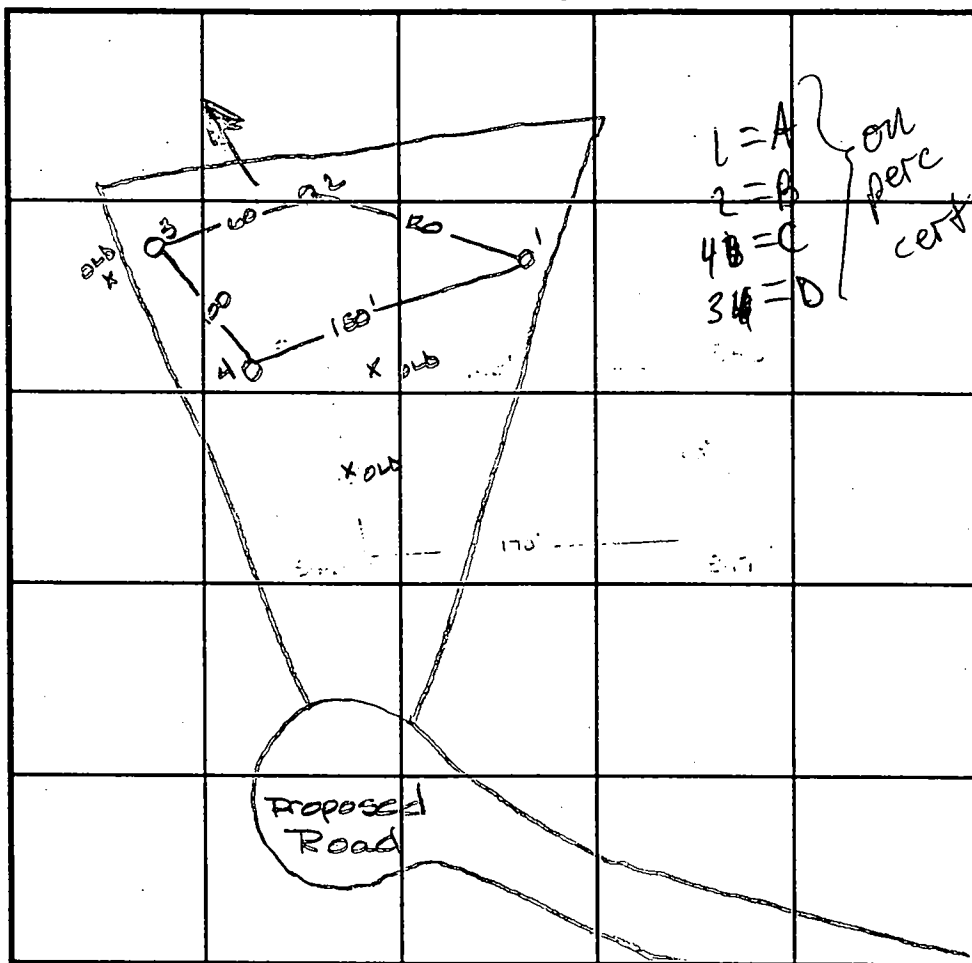 1 = A
2 = B
4 = C
3 = D
on
perc
cert
2
3
60
1
OLD
X
100
150'
4
X OLD
X OLD
170'
Proposed
Road